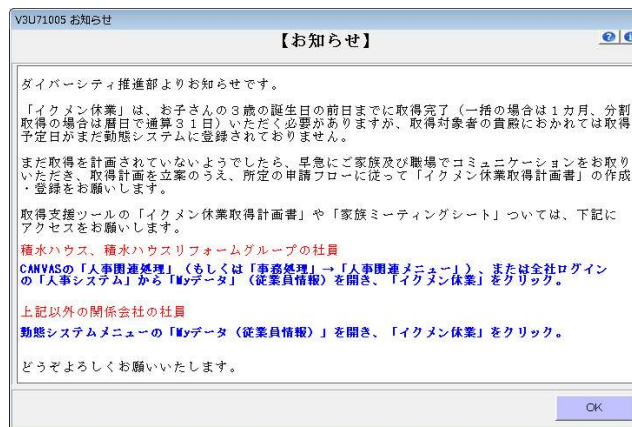 V3U71005 お知らせ
【お知らせ】
ダイバーシティ推進部よりお知らせです。
「イクメン休業」は、お子さんの３歳の誕生日の前日までに取得完了（一括の場合は１カ月、分割
取得の場合は暦日で通算３１日）いただく必要がありますが、取得対象者の貴殿におかれては取得
予定日がまだ勤怠システムに登録されておりません。
まだ取得を計画されていないようでしたら、早急にご家族及び職場でコミュニケーションをお取り
いただき、取得計画を立案のうえ、所定の申請フローに従って「イクメン休業取得計画書」の作成
・登録をお願いします。
取得支援ツールの「イクメン休業取得計画書」や「家族ミーティングシート」ついては、下記に
アクセスをお願いします。
積水ハウス、積水ハウスリフォームグループの社員
CANVASの「人事関連処理」（もしくは「事務処理」→「人事関連メニュー」）、または全社ログイン
の「人事システム」から「Myデータ」（従業員情報）を開き、「イクメン休業」をクリック。
上記以外の関係会社の社員
勤怠システムメニューの「Myデータ（従業員情報）」を開き、「イクメン休業」をクリック。
どうぞよろしくお願いいたします。
OK